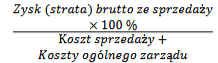 Zysk (strata) brutto ze sprzedaży
× 100 %
Koszt sprzedaży +
Koszty ogólnego zarządu